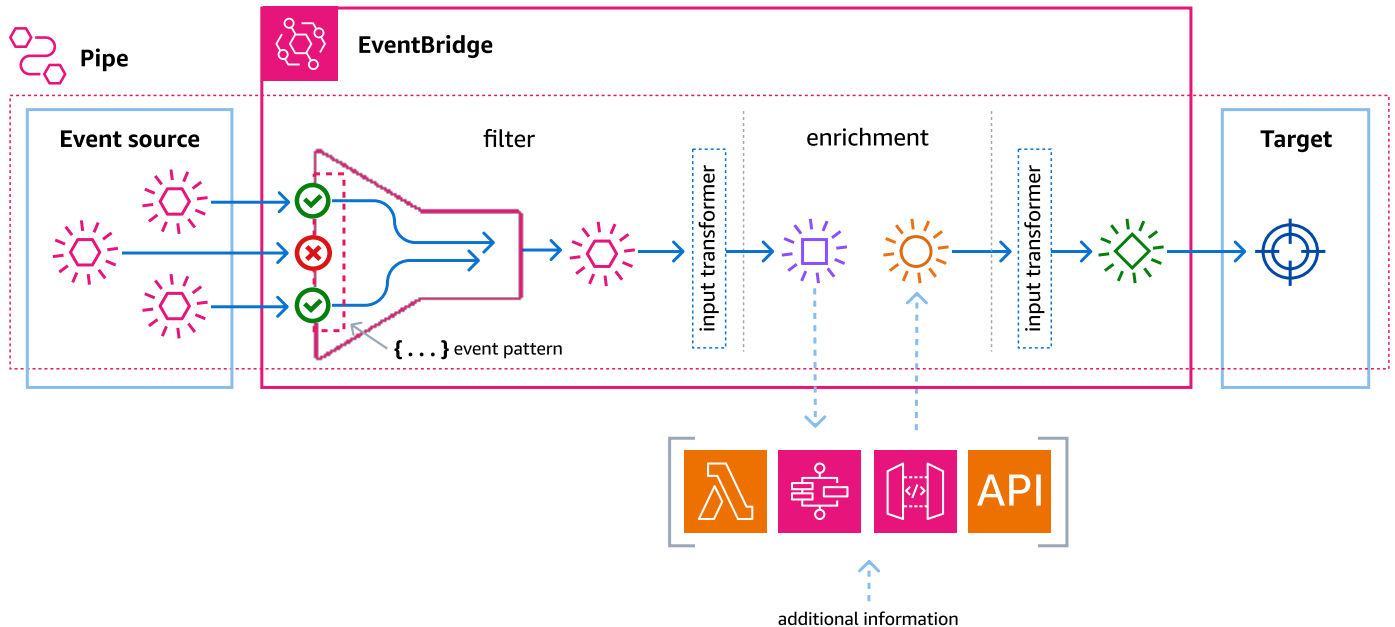 Pipe
EventBridge
Event source
filter
enrichment
Target
input transformer
input transformer
{...} event pattern
</>
API
additional information